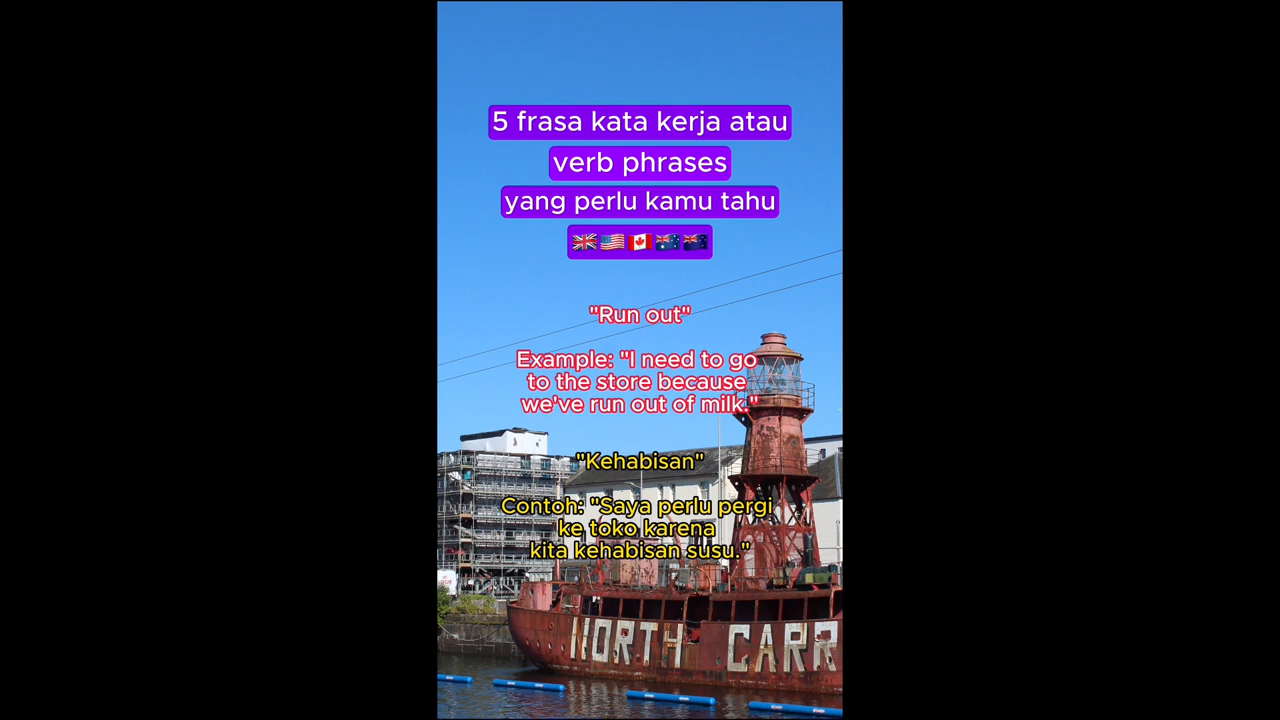 5 frasa kata kerja atau
verb phrases
yang perlu kamu tahu
🇬🇧🇺🇸🇨🇦🇦🇺🇳🇿
"Run out"
Example: "I need to go
to the store because
we've run out of milk."
"Kehabisan"
Contoh: "Saya perlu pergi
ke toko karena
kita kehabisan susu."
NORTH CARR